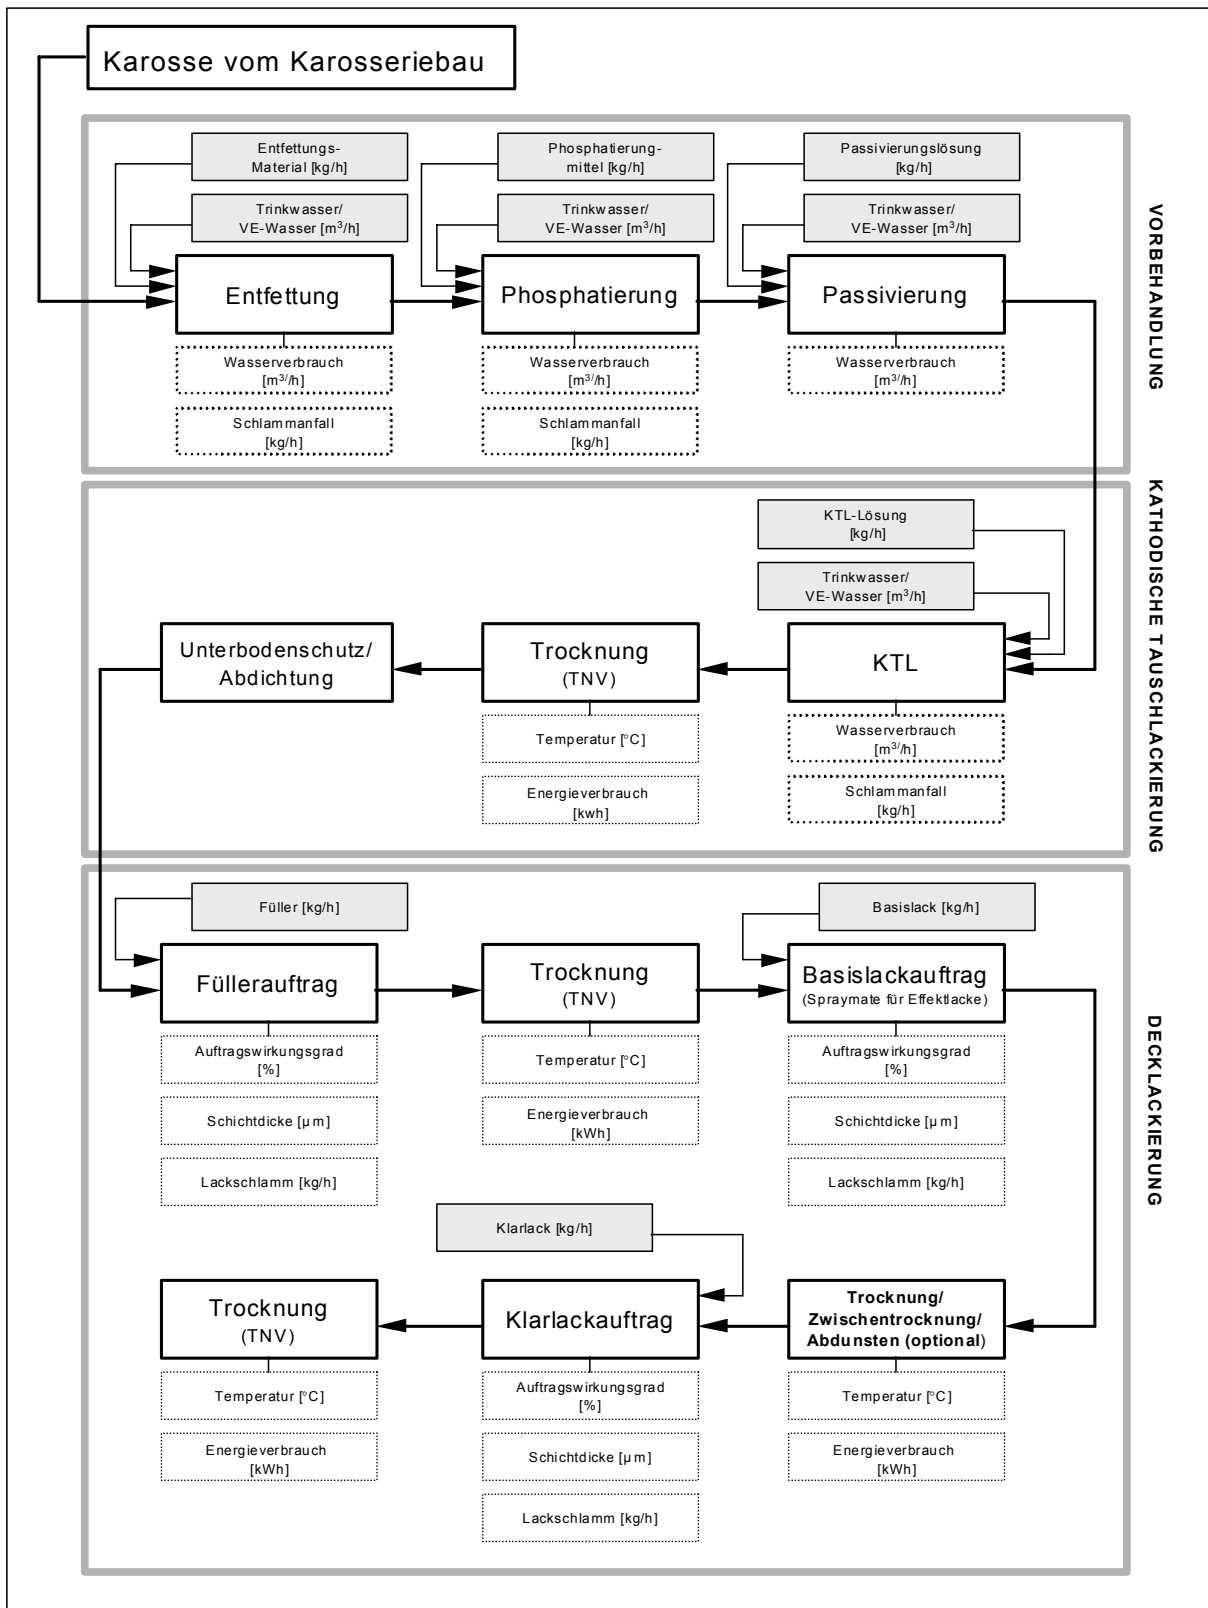 Karosse vom Karosseriebau
VORBEHANDLUNG
Entfettungs-
Material [kg/h]
Trinkwasser/
VE-Wasser [m³/h]
Entfettung
Wasserverbrauch
[m³/h]
Schlammanfall
[kg/h]
Phosphatierung-
mittel [kg/h]
Trinkwasser/
VE-Wasser [m³/h]
Phosphatierung
Wasserverbrauch
[m³/h]
Schlammanfall
[kg/h]
Passivierungslösung
[kg/h]
Trinkwasser/
VE-Wasser [m³/h]
Passivierung
Wasserverbrauch
[m³/h]
KATHODISCHE TAUSCHLACKIERUNG
KTL-Lösung
[kg/h]
Trinkwasser/
VE-Wasser [m³/h]
KTL
Wasserverbrauch
[m³/h]
Schlammanfall
[kg/h]
Trocknung
(TNV)
Temperatur [°C]
Energieverbrauch
[kwh]
Unterbodenschutz/
Abdichtung
DECKLACKIERUNG
Füller [kg/h]
Füllerauftrag
Auftragswirkungsgrad
[%]
Schichtdicke [µm]
Lackschlamm [kg/h]
Trocknung
(TNV)
Temperatur [°C]
Energieverbrauch
[kWh]
Basislack [kg/h]
Basislackauftrag
(Spraymate für Effektlacke)
Auftragswirkungsgrad
[%]
Schichtdicke [µm]
Lackschlamm [kg/h]
Trocknung/
Zwischentrocknung/
Abdunsten (optional)
Temperatur [°C]
Energieverbrauch
[kWh]
Klarlack [kg/h]
Klarlackauftrag
Auftragswirkungsgrad
[%]
Schichtdicke [µm]
Lackschlamm [kg/h]
Trocknung
(TNV)
Temperatur [°C]
Energieverbrauch
[kWh]